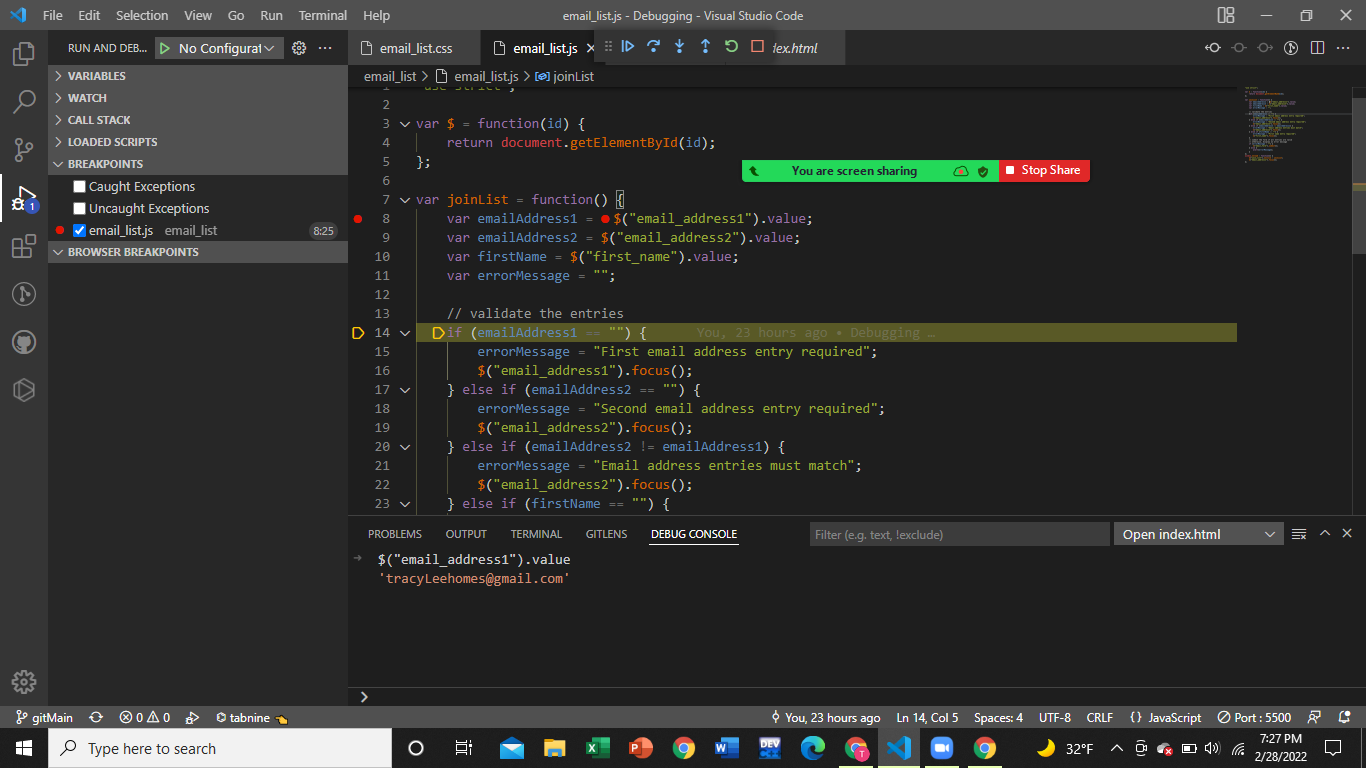 File Edit Selection View Go Run Terminal Help email_list.js - Debugging - Visual Studio Code
RUN AND DEB... No Configurat
email_list.css email_list.js dex.html
VARIABLES
WATCH
CALL STACK
LOADED SCRIPTS
BREAKPOINTS
Caught Exceptions
Uncaught Exceptions
email_list.js email_list 8:25
BROWSER BREAKPOINTS
1
email_list > email_list.js > joinList
1 "use strict";
2
3 var $ = function(id) {
4 return document.getElementById(id);
5 };
6
7 var joinList = function() {
8 var emailAddress1 = $("email_address1").value;
9 var emailAddress2 = $("email_address2").value;
10 var firstName = $("first_name").value;
11 var errorMessage = "";
12
13 // validate the entries
14 if (emailAddress1 == "") { You, 23 hours ago • Debugging …
15 errorMessage = "First email address entry required";
16 $("email_address1").focus();
17 } else if (emailAddress2 == "") {
18 errorMessage = "Second email address entry required";
19 $("email_address2").focus();
20 } else if (emailAddress2 != emailAddress1) {
21 errorMessage = "Email address entries must match";
22 $("email_address2").focus();
23 } else if (firstName == "") {
You are screen sharing Stop Share
PROBLEMS OUTPUT TERMINAL GITLENS DEBUG CONSOLE Filter (e.g. text, !exclude) Open index.html
$("email_address1").value
'tracyLeehomes@gmail.com'
gitMain 0 0 tabnine You, 23 hours ago Ln 14, Col 5 Spaces: 4 UTF-8 CRLF {} JavaScript Port : 5500
Type here to search 32°F 7:27 PM
2/28/2022